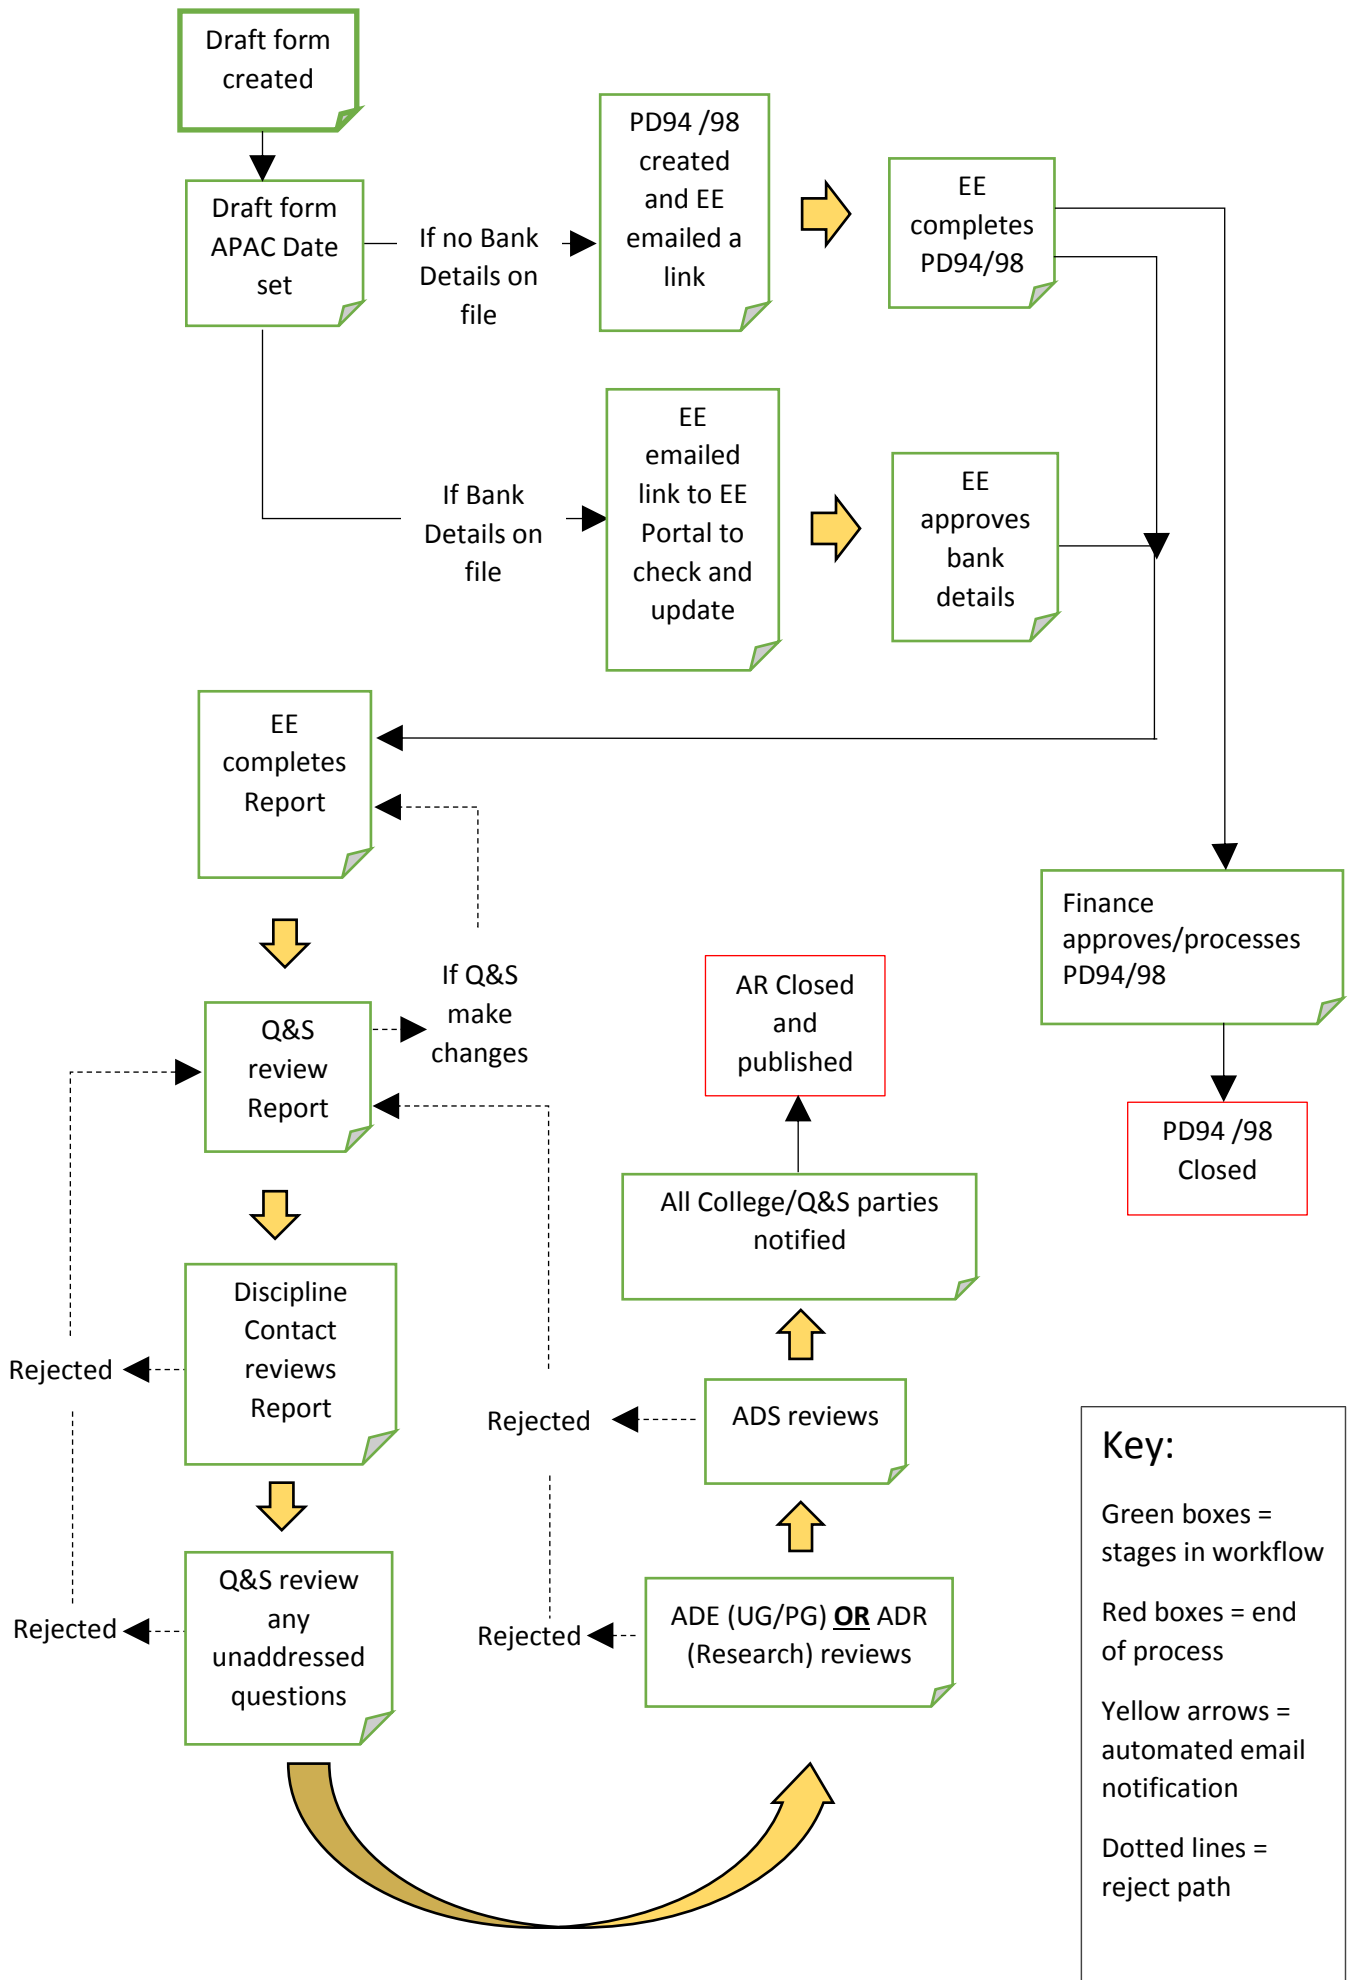 Draft form
created
Draft form
APAC Date
set
If no Bank
Details on
file
PD94 /98
created
and EE
emailed a
link
EE
completes
PD94/98
If Bank
Details on
file
EE
emailed
link to EE
Portal to
check and
update
EE
approves
bank
details
EE
completes
Report
Finance
approves/processes
PD94/98
PD94 /98
Closed
If Q&S
make
changes
Q&S
review
Report
Discipline
Contact
reviews
Report
Rejected
Q&S review
any
unaddressed
questions
Rejected
ADE (UG/PG) OR ADR
(Research) reviews
Rejected
ADS reviews
Rejected
All College/Q&S parties
notified
AR Closed
and
published
Key:
Green boxes =
stages in workflow
Red boxes = end
of process
Yellow arrows =
automated email
notification
Dotted lines =
reject path